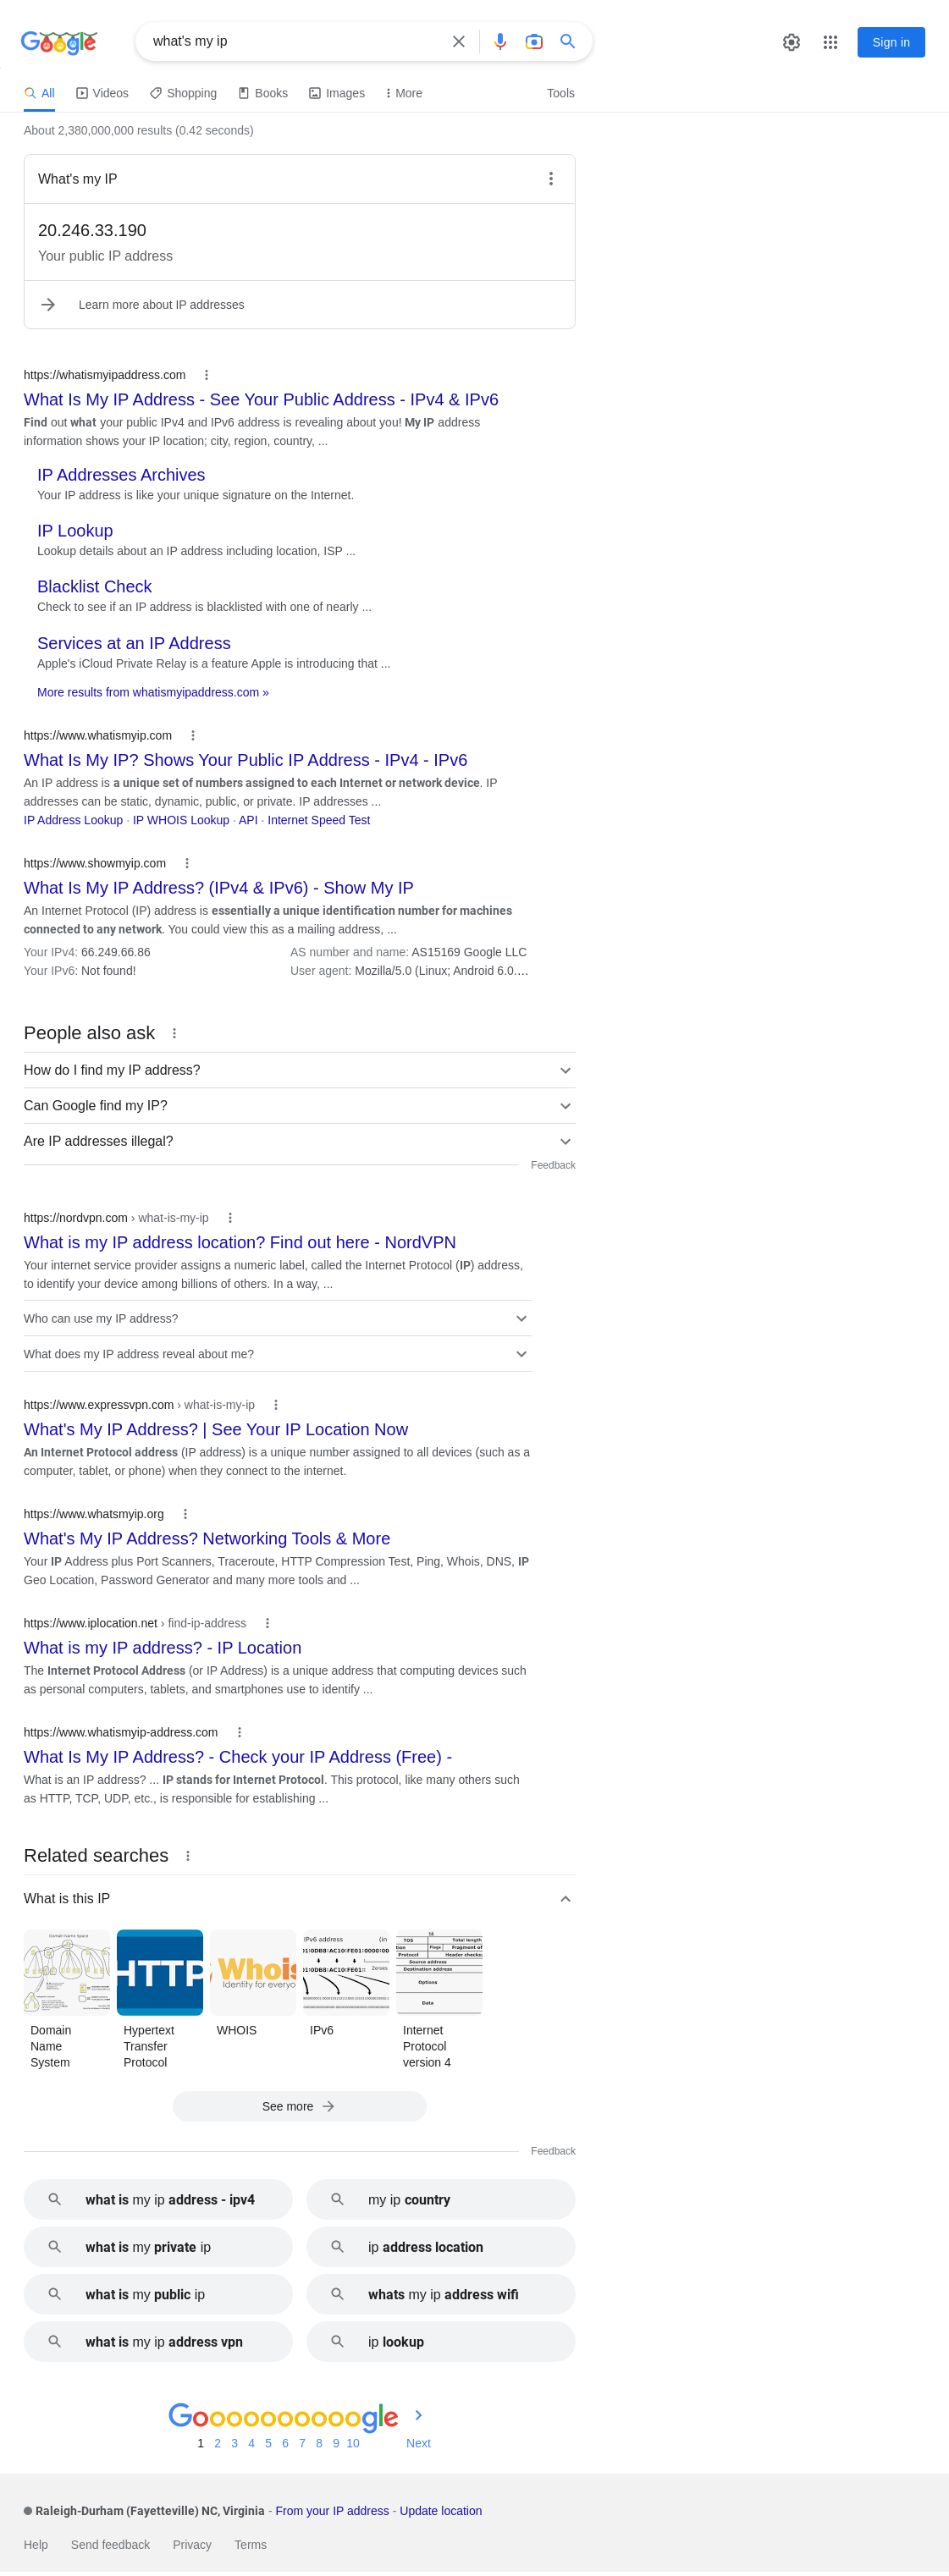 Google
what's my ip
Sign in
All
Videos
Shopping
Books
Images
More
Tools
About 2,380,000,000 results (0.42 seconds)
What's my IP
20.246.33.190
Your public IP address
Learn more about IP addresses
https://whatismyipaddress.com
What Is My IP Address - See Your Public Address - IPv4 & IPv6
Find out what your public IPv4 and IPv6 address is revealing about you! My IP address
information shows your IP location; city, region, country, ...
IP Addresses Archives
Your IP address is like your unique signature on the Internet.
IP Lookup
Lookup details about an IP address including location, ISP ...
Blacklist Check
Check to see if an IP address is blacklisted with one of nearly ...
Services at an IP Address
Apple's iCloud Private Relay is a feature Apple is introducing that ...
More results from whatismyipaddress.com »
https://www.whatismyip.com
What Is My IP? Shows Your Public IP Address - IPv4 - IPv6
An IP address is a unique set of numbers assigned to each Internet or network device. IP
addresses can be static, dynamic, public, or private. IP addresses ...
IP Address Lookup · IP WHOIS Lookup · API · Internet Speed Test
https://www.showmyip.com
What Is My IP Address? (IPv4 & IPv6) - Show My IP
An Internet Protocol (IP) address is essentially a unique identification number for machines
connected to any network. You could view this as a mailing address, ...
Your IPv4: 66.249.66.86
AS number and name: AS15169 Google LLC
Your IPv6: Not found!
User agent: Mozilla/5.0 (Linux; Android 6.0....
People also ask
How do I find my IP address?
Can Google find my IP?
Are IP addresses illegal?
Feedback
https://nordvpn.com › what-is-my-ip
What is my IP address location? Find out here - NordVPN
Your internet service provider assigns a numeric label, called the Internet Protocol (IP) address,
to identify your device among billions of others. In a way, ...
Who can use my IP address?
What does my IP address reveal about me?
https://www.expressvpn.com › what-is-my-ip
What's My IP Address? | See Your IP Location Now
An Internet Protocol address (IP address) is a unique number assigned to all devices (such as a
computer, tablet, or phone) when they connect to the internet.
https://www.whatsmyip.org
What's My IP Address? Networking Tools & More
Your IP Address plus Port Scanners, Traceroute, HTTP Compression Test, Ping, Whois, DNS, IP
Geo Location, Password Generator and many more tools and ...
https://www.iplocation.net › find-ip-address
What is my IP address? - IP Location
The Internet Protocol Address (or IP Address) is a unique address that computing devices such
as personal computers, tablets, and smartphones use to identify ...
https://www.whatismyip-address.com
What Is My IP Address? - Check your IP Address (Free) -
What is an IP address? ... IP stands for Internet Protocol. This protocol, like many others such
as HTTP, TCP, UDP, etc., is responsible for establishing ...
Related searches
What is this IP
Domain Name Space
HTTP
Whois
Identity for everyo
IPv6 address (in
Zeroes
TOS Total length
Flags Fragment of
Protocol Header checks
Source address
Destination address
Options
Data
Domain
Name
System
Hypertext
Transfer
Protocol
WHOIS
IPv6
Internet
Protocol
version 4
See more
Feedback
what is my ip address - ipv4
my ip country
what is my private ip
ip address location
what is my public ip
whats my ip address wifi
what is my ip address vpn
ip lookup
Goooooooooogle
1 2 3 4 5 6 7 8 9 10 Next
Raleigh-Durham (Fayetteville) NC, Virginia - From your IP address - Update location
Help
Send feedback
Privacy
Terms